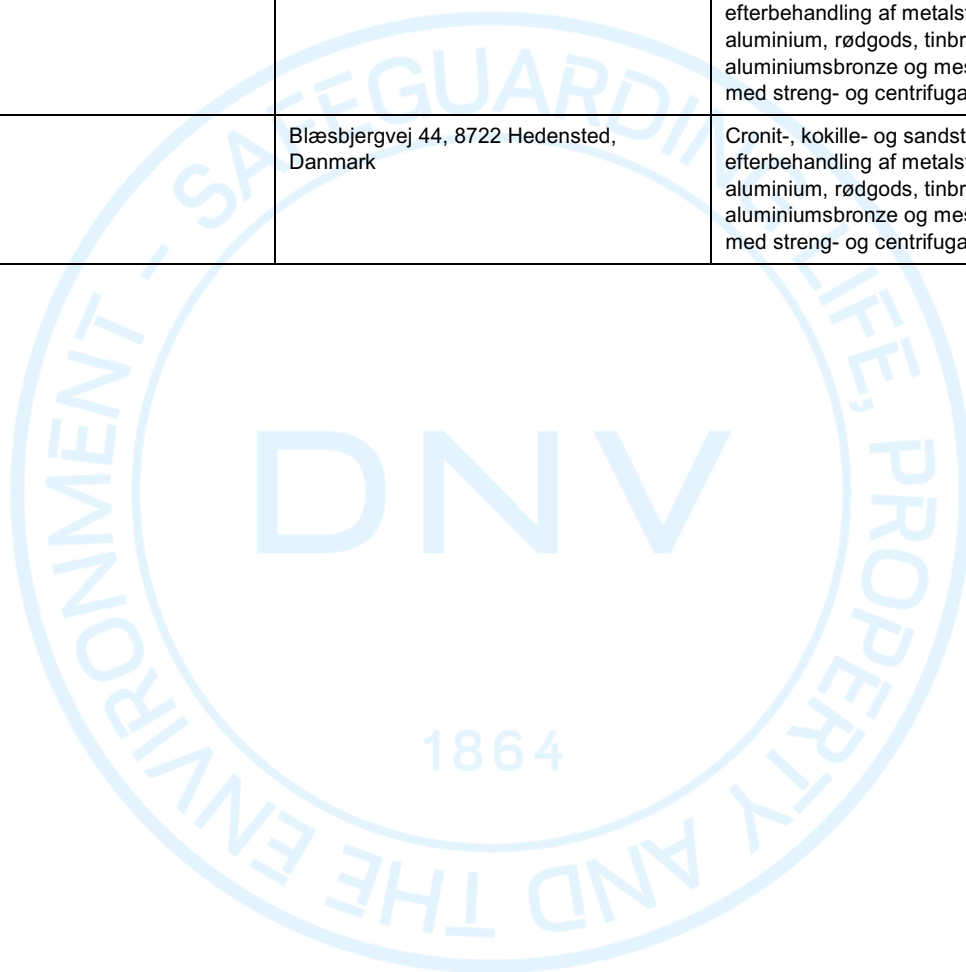 efterbehandling af
aluminium, rødgods,
aluminiumsbronze og
med streng- og
Blæsbjergvej 44, 8722 Hedensted,
Danmark
Cronit-, kokille- og
efterbehandling af
aluminium, rødgods,
aluminiumsbronze og
med streng- og
SAFEGUARDING LIFE, PROPERTY AND THE ENVIRONMENT -
DNV
1864